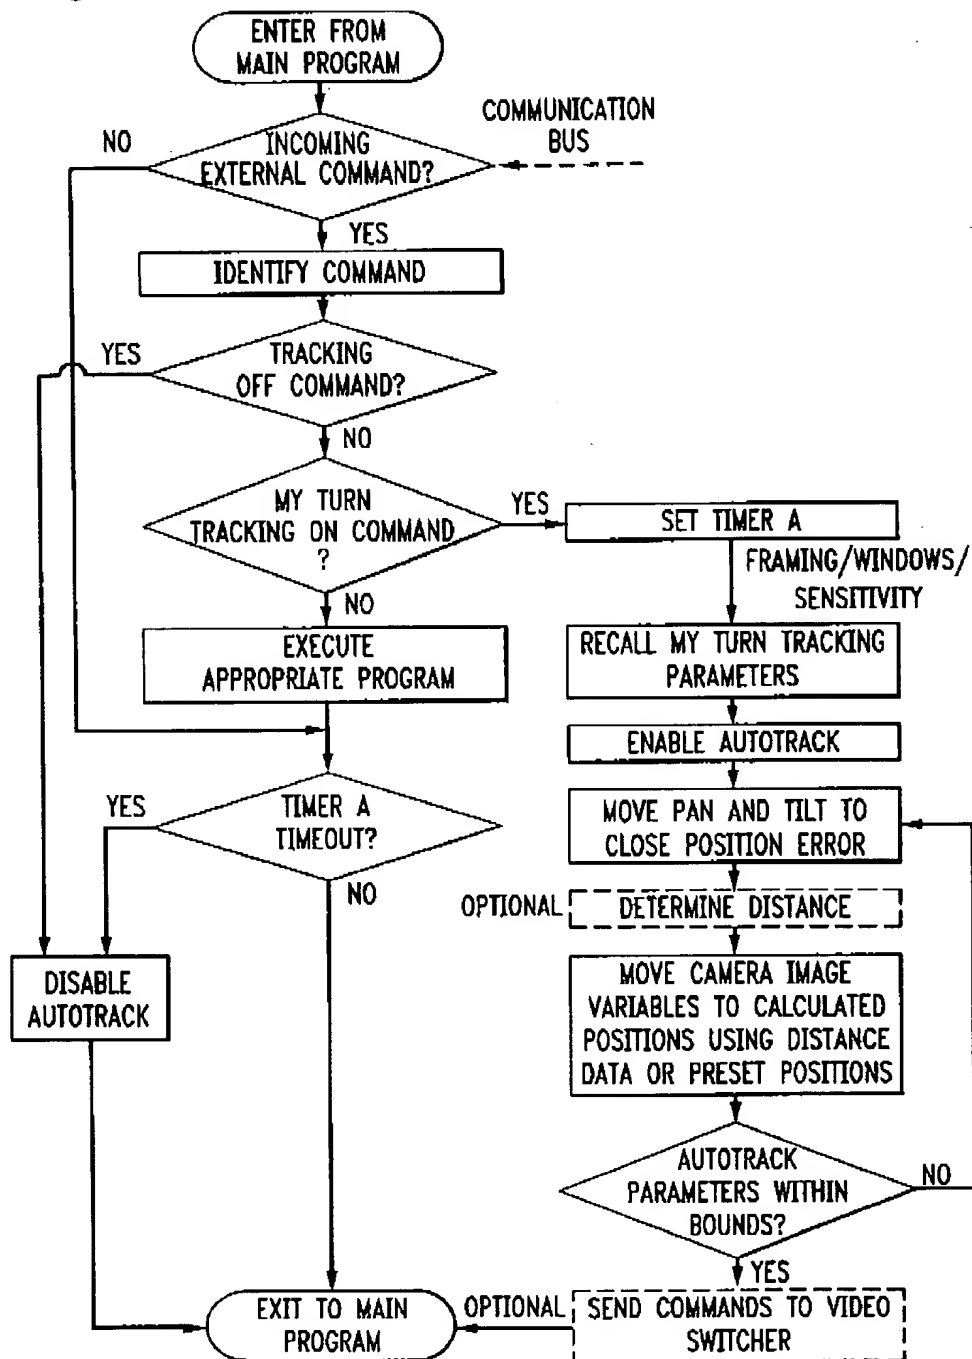 ENTER FROM
MAIN PROGRAM
COMMUNICATION
BUS
NO
INCOMING
EXTERNAL COMMAND?
YES
IDENTIFY COMMAND
YES
TRACKING
OFF COMMAND?
NO
MY TURN
TRACKING ON COMMAND
?
YES
SET TIMER A
FRAMING/WINDOWS/
SENSITIVITY
NO
EXECUTE
APPROPRIATE PROGRAM
RECALL MY TURN TRACKING
PARAMETERS
ENABLE AUTOTRACK
YES
TIMER A
TIMEOUT?
NO
MOVE PAN AND TILT TO
CLOSE POSITION ERROR
OPTIONAL
DETERMINE DISTANCE
DISABLE
AUTOTRACK
MOVE CAMERA IMAGE
VARIABLES TO CALCULATED
POSITIONS USING DISTANCE
DATA OR PRESET POSITIONS
AUTOTRACK
PARAMETERS WITHIN
BOUNDS?
NO
YES
EXIT TO MAIN
PROGRAM
OPTIONAL
SEND COMMANDS TO VIDEO
SWITCHER